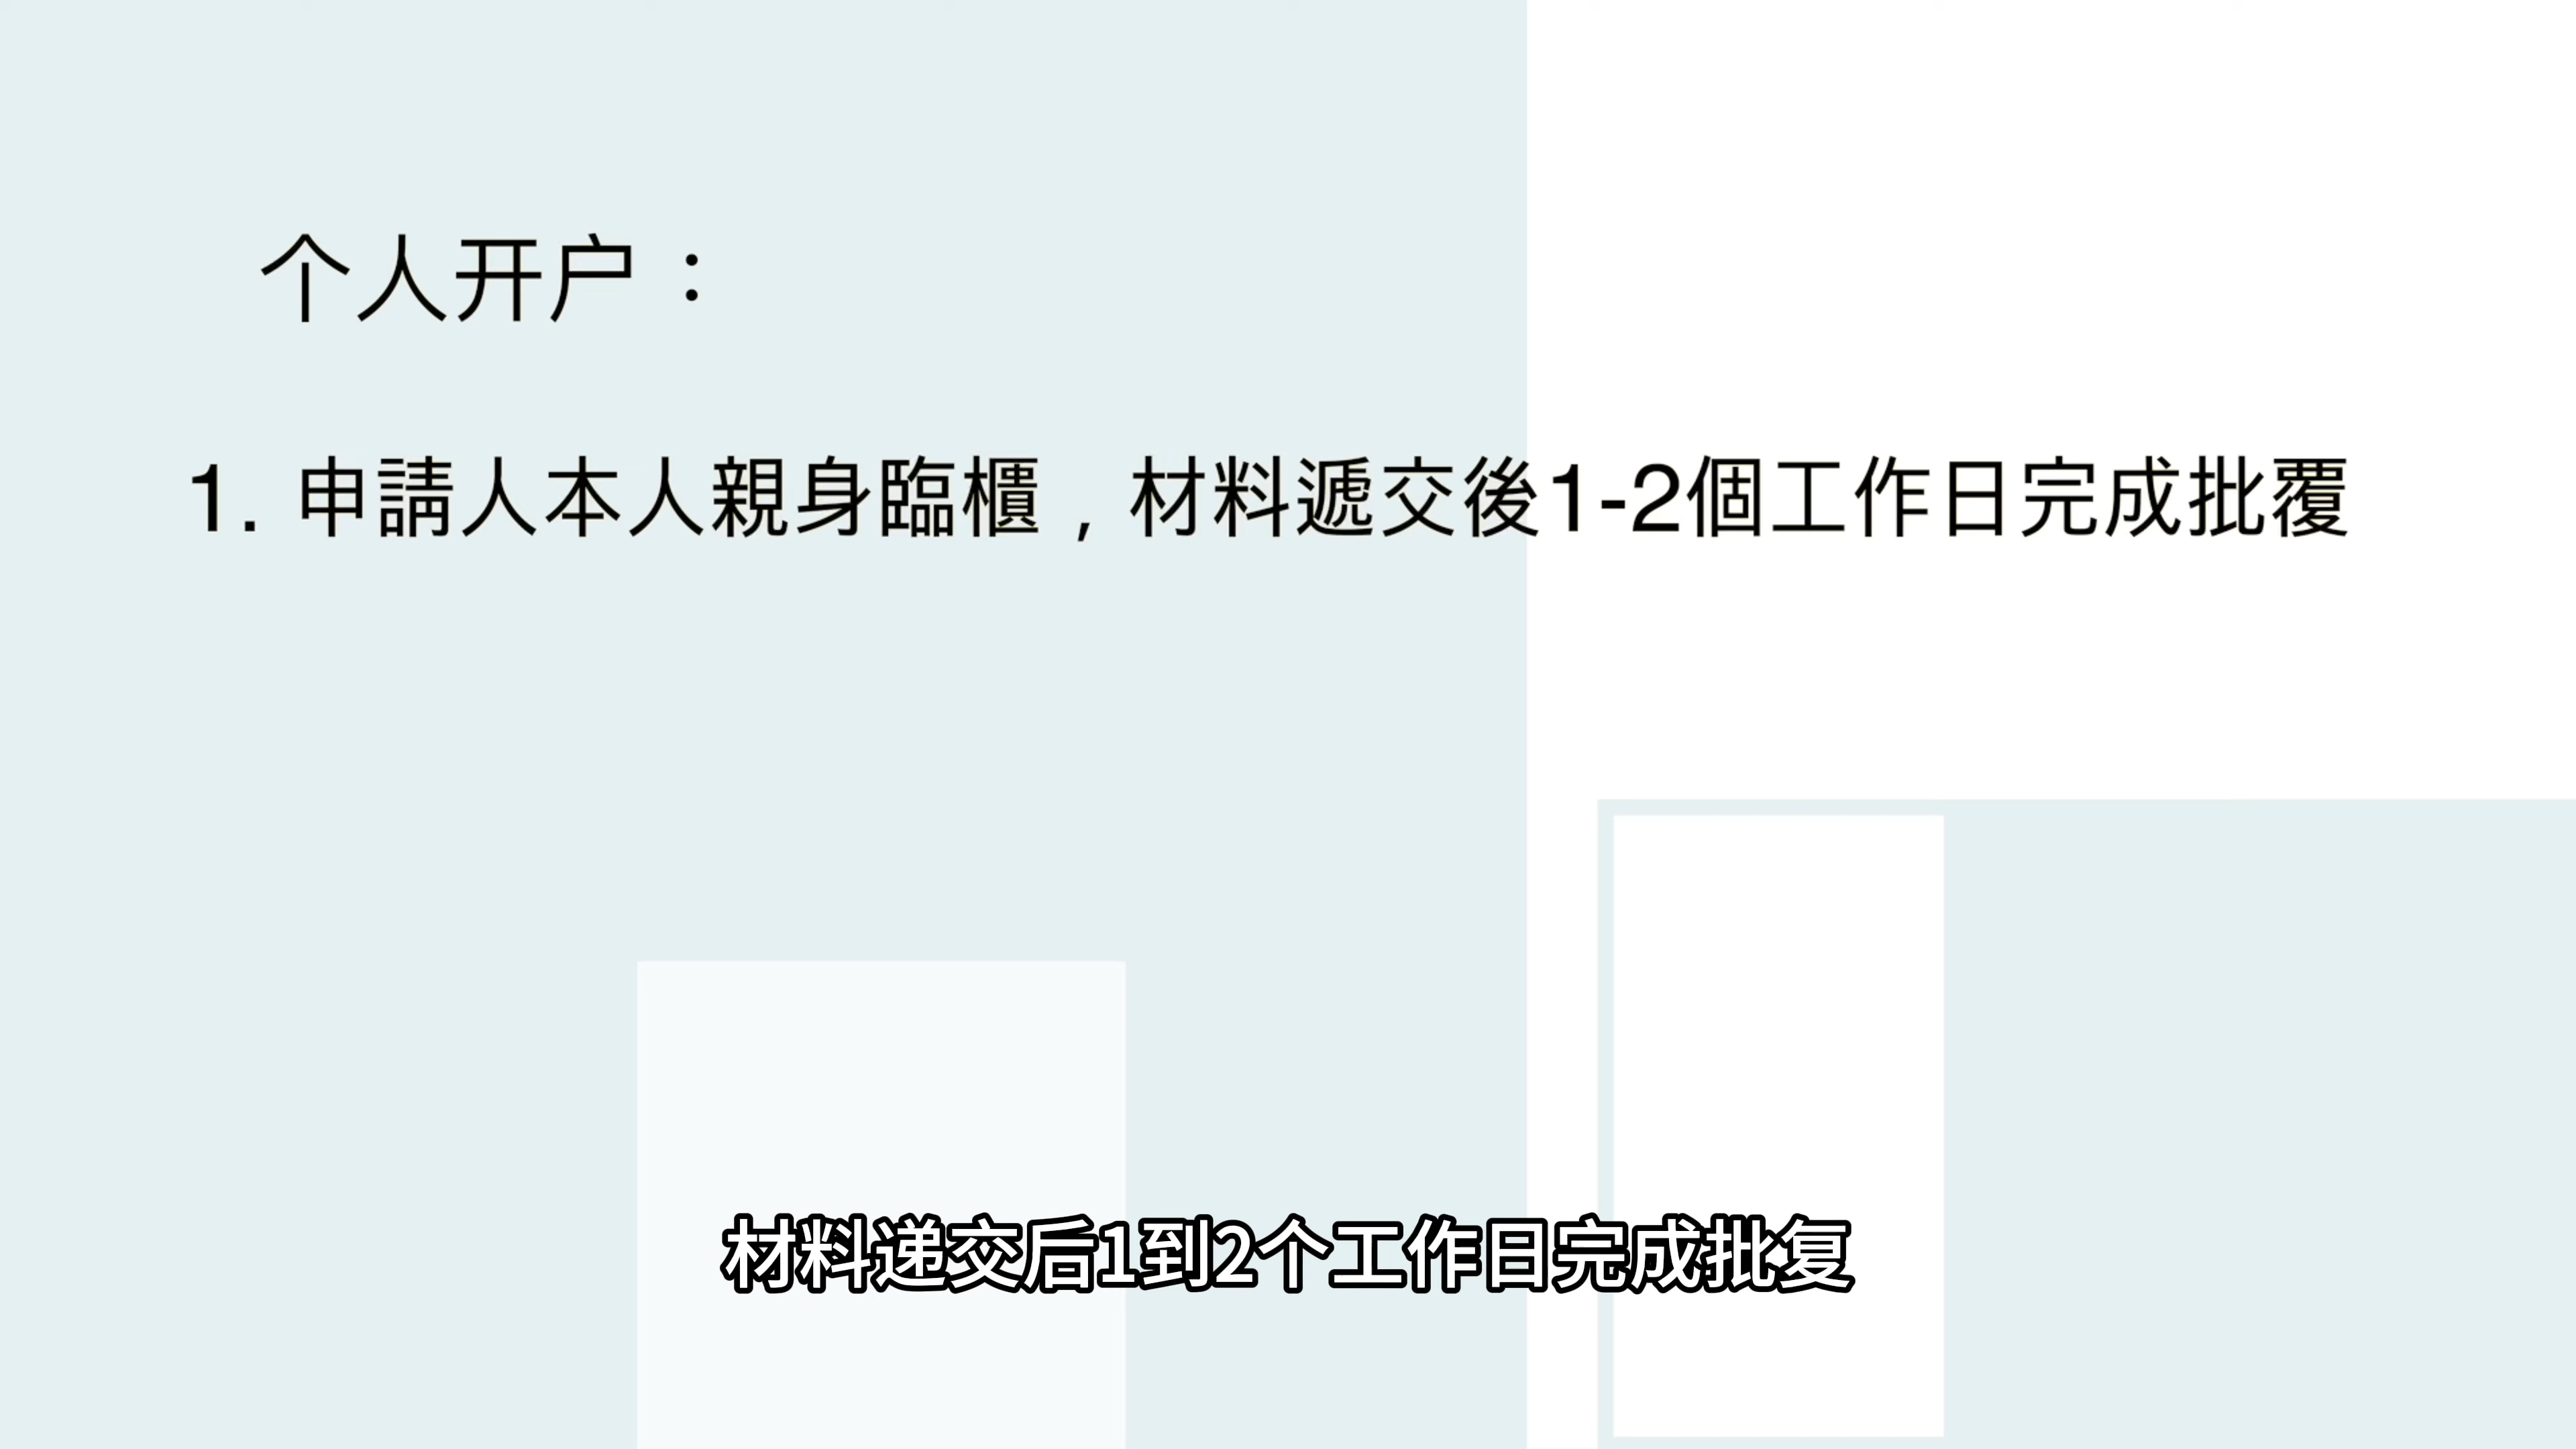 个人开户：
1. 申請人本人親身臨櫃，材料遞交後1-2個工作日完成批覆
材料递交后1到2个工作日完成批复